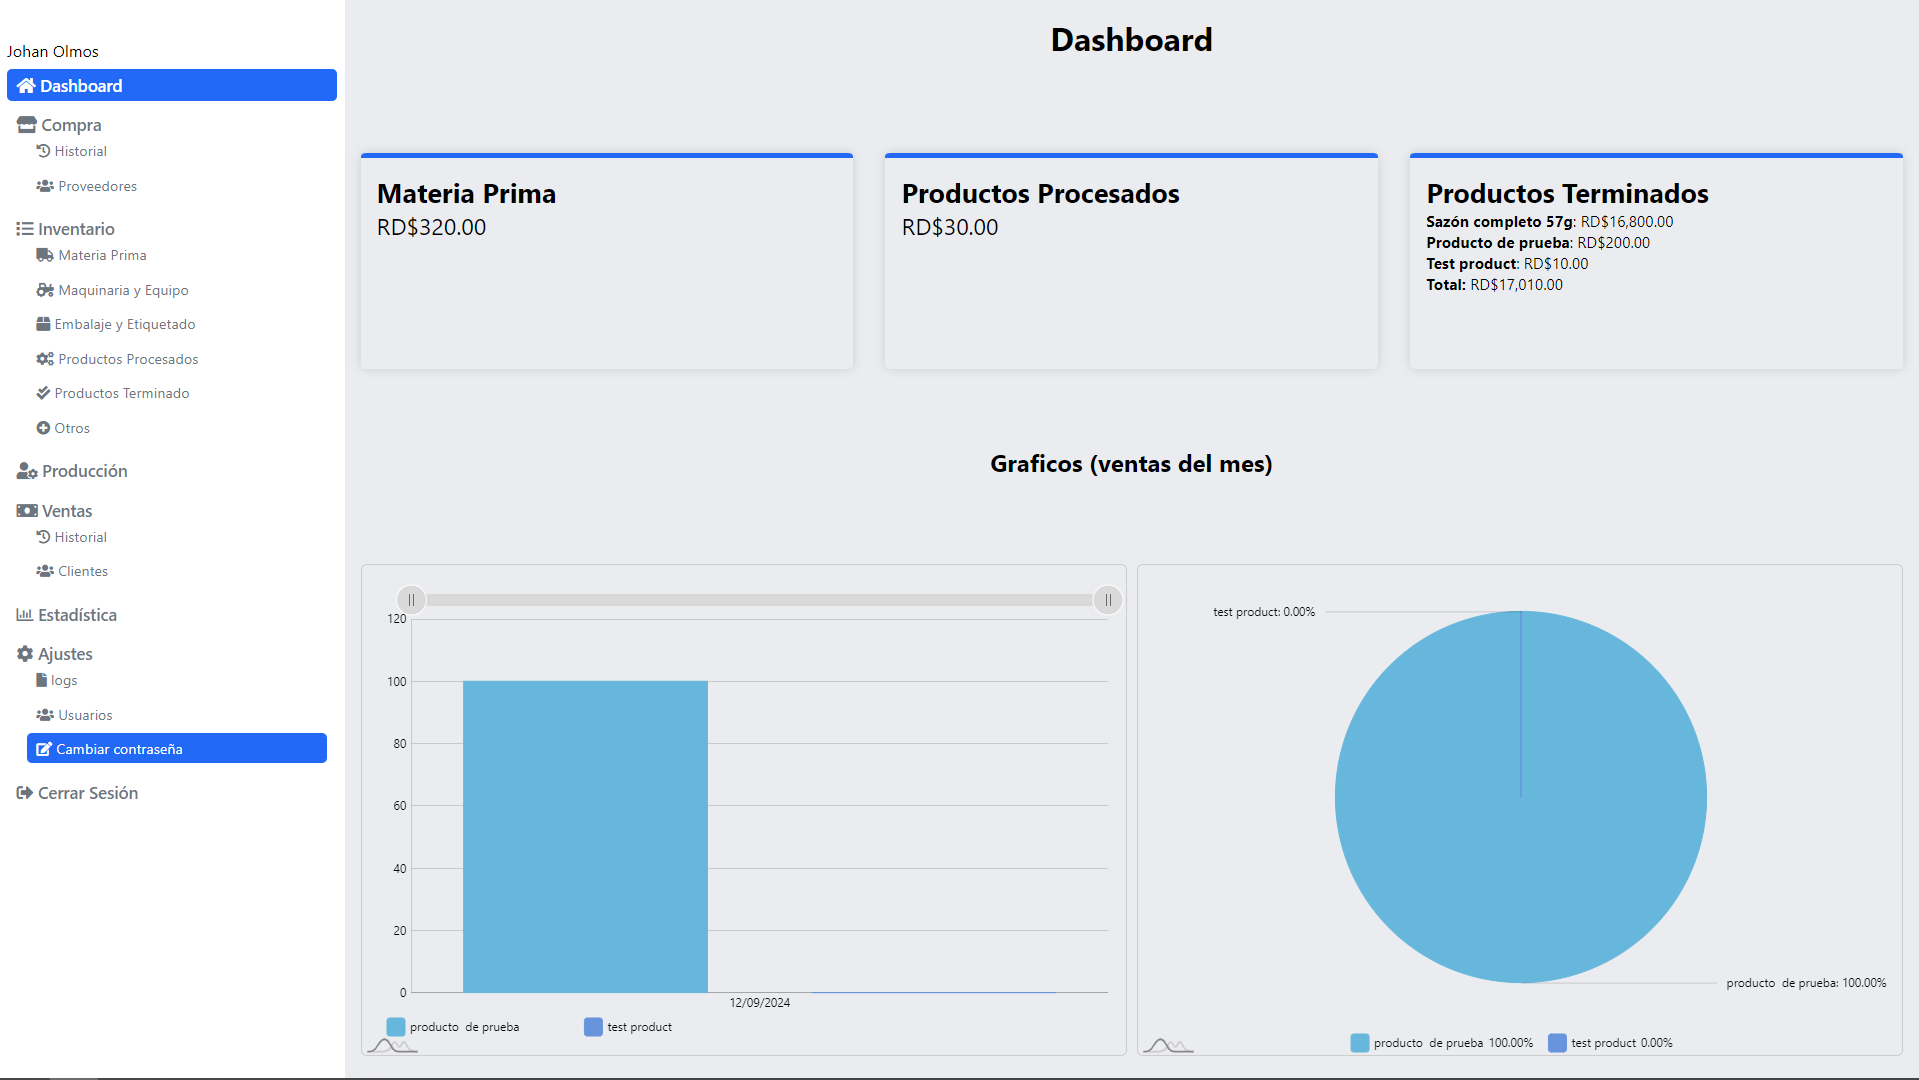 Johan Olmos
Dashboard
Compra
Historial
Proveedores
Inventario
Materia Prima
Maquinaria y Equipo
Embalaje y Etiquetado
Productos Procesados
Productos Terminado
Otros
Producción
Ventas
Historial
Clientes
Estadística
Ajustes
logs
Usuarios
Cambiar contraseña
Cerrar Sesión
Dashboard
Materia Prima
RD$320.00
Productos Procesados
RD$30.00
Productos Terminados
Sazón completo 57g: RD$16,800.00
Producto de prueba: RD$200.00
Test product: RD$10.00
Total: RD$17,010.00
Graficos (ventas del mes)
120
100
80
60
40
20
0
12/09/2024
producto de prueba
test product
test product: 0.00%
producto de prueba: 100.00%
producto de prueba 100.00%
test product 0.00%